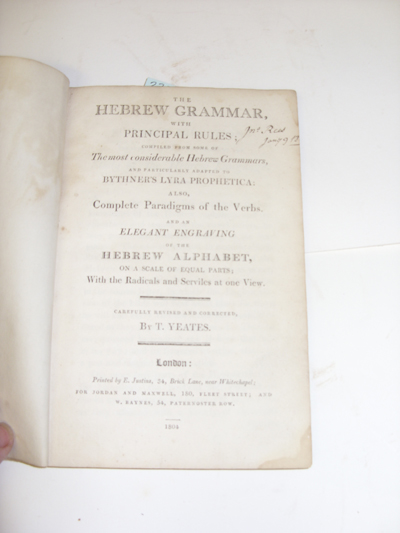 THE
HEBREW GRAMMAR,
WITH
PRINCIPAL RULES;
COMPILED FROM SOME OF
The most considerable Hebrew Grammars,
AND PARTICULARLY ADAPTED TO
BYTHNER'S LYRA PROPHETICA:
ALSO,
Complete Paradigms of the Verbs.
AND AN
ELEGANT ENGRAVING
OF THE
HEBREW ALPHABET,
ON A SCALE OF EQUAL PARTS;
With the Radicals and Serviles at one View.
CAREFULLY REVISED AND CORRECTED,
BY T. YEATES.
London:
Printed by E. Justins, 34, Brick Lane, near Whitechapel;
FOR JORDAN AND MAXWELL, 180, FLEET STREET; AND
W. BAYNES, 54, PATERNOSTER ROW.
1804